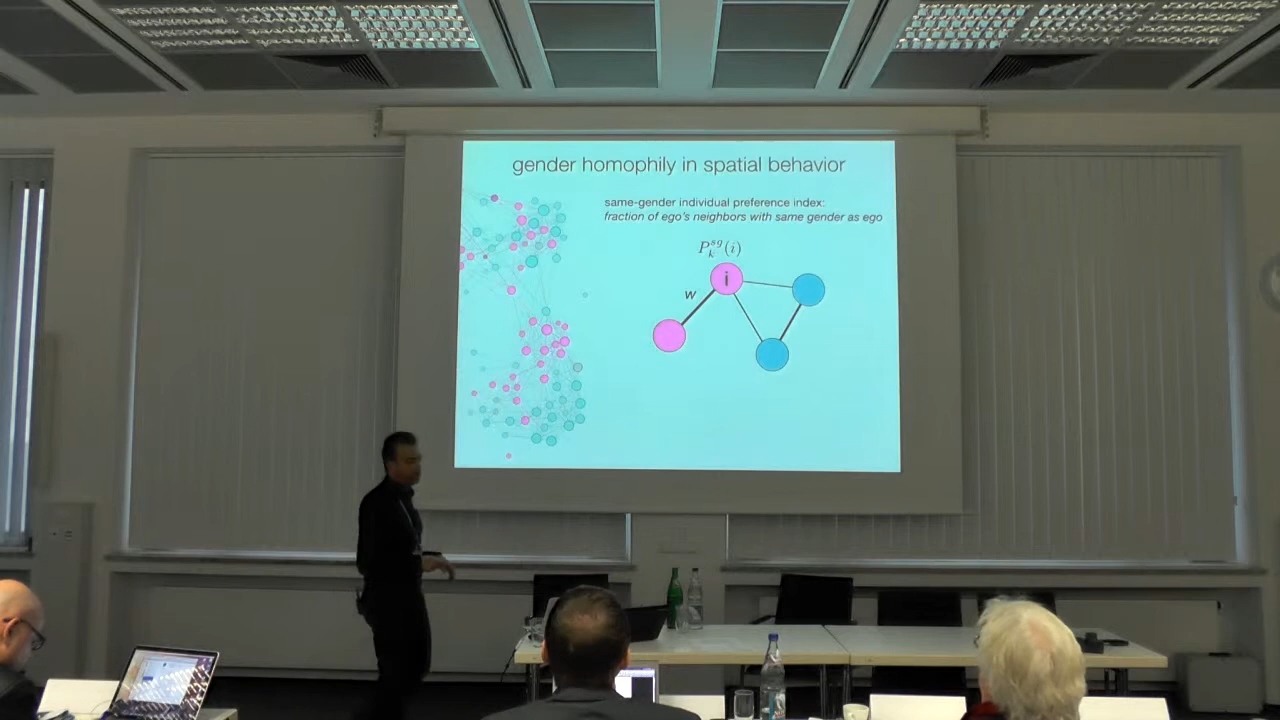 gender homophily in spatial behavior
same-gender individual preference index:
fraction of ego's neighbors with same gender as ego
P_k^{sg}(i)
i
w